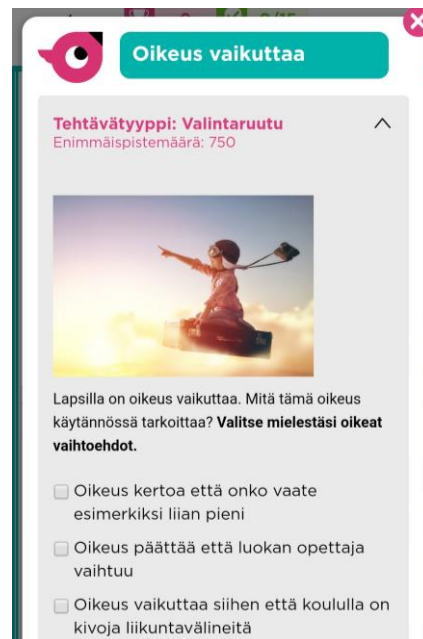 Oikeus vaikuttaa
Tehtävätyyppi: Valintaruutu
Enimmäispistemäärä: 750
Lapsilla on oikeus vaikuttaa. Mitä tämä oikeus
käytännössä tarkoittaa? Valitse mielestäsi oikeat
vaihtoehdot.
Oikeus kertoa että onko vaate
esimerkiksi liian pieni
Oikeus päättää että luokan opettaja
vaihtuu
Oikeus vaikuttaa siihen että koululla on
kivoja liikuntavälineitä